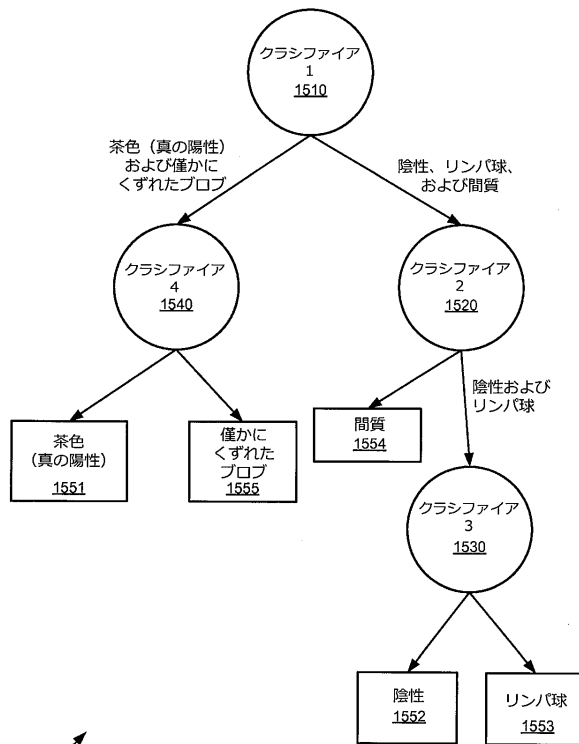 クラシファイア
1
1510
茶色（真の陽性）
および僅かに
くずれたブロブ
陰性、リンパ球、
および間質
クラシファイア
4
1540
クラシファイア
2
1520
陰性および
リンパ球
茶色
(真の陽性)
1551
僅かに
くずれた
ブロブ
1555
間質
1554
クラシファイア
3
1530
陰性
1552
リンパ球
1553